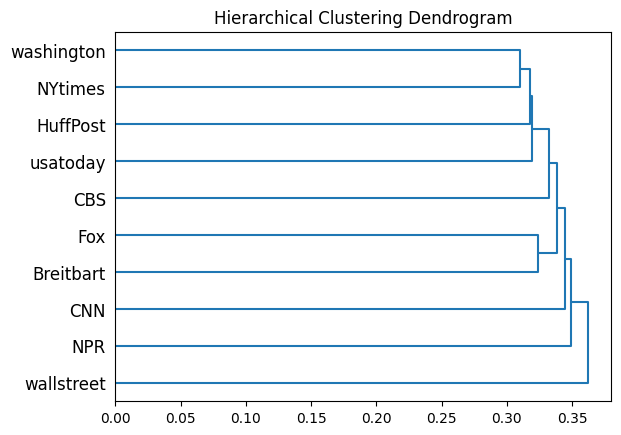 Hierarchical Clustering Dendrogram
washington
NYtimes
HuffPost
usatoday
CBS
Fox
Breitbart
CNN
NPR
wallstreet
0.00 0.05 0.10 0.15 0.20 0.25 0.30 0.35